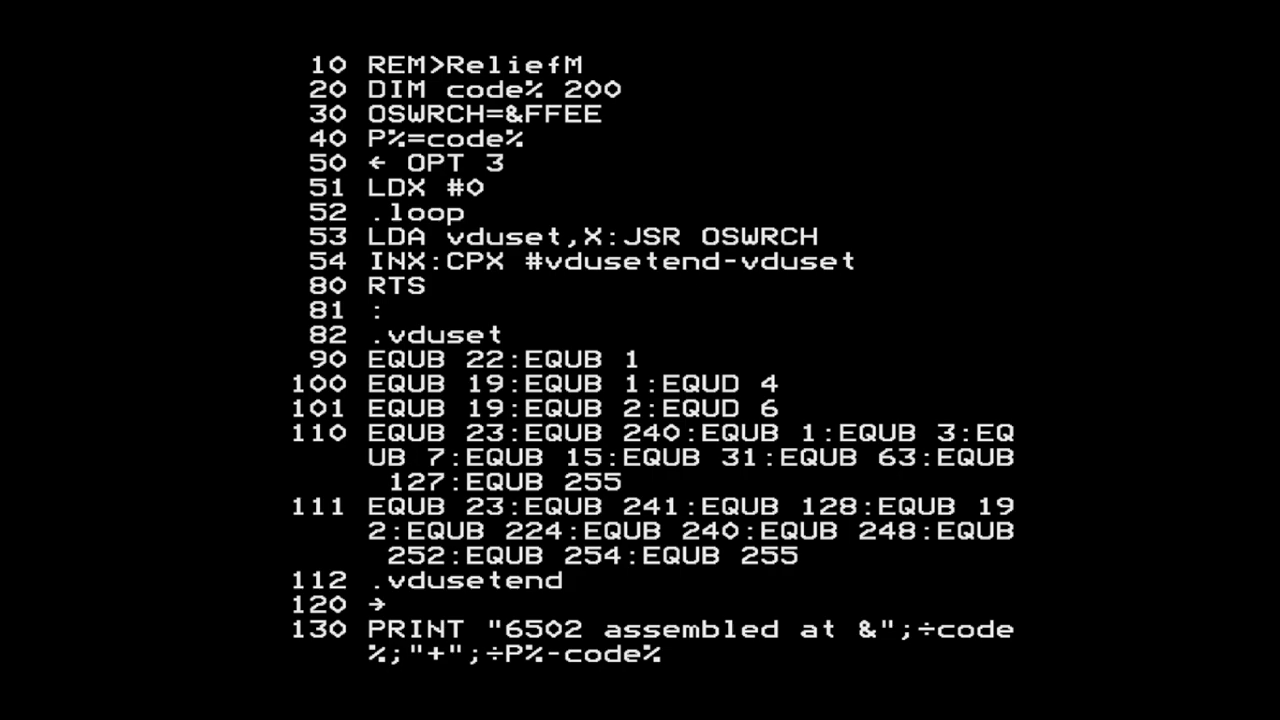 10 REM>ReliefM
20 DIM code% 200
30 OSWRCH=&FFEE
40 P%=code%
50 ← OPT 3
51 LDX #0
52 .loop
53 LDA vduset,X:JSR OSWRCH
54 INX:CPX #vdusetend-vduset
80 RTS
81 :
82 .vduset
90 EQUB 22:EQUB 1
100 EQUB 19:EQUB 1:EQUD 4
101 EQUB 19:EQUB 2:EQUD 6
110 EQUB 23:EQUB 240:EQUB 1:EQUB 3:EQ
UB 7:EQUB 15:EQUB 31:EQUB 63:EQUB
127:EQUB 255
111 EQUB 23:EQUB 241:EQUB 128:EQUB 19
2:EQUB 224:EQUB 240:EQUB 248:EQUB
252:EQUB 254:EQUB 255
112 .vdusetend
120 →
130 PRINT "6502 assembled at &";÷code
%;"+";÷P%-code%